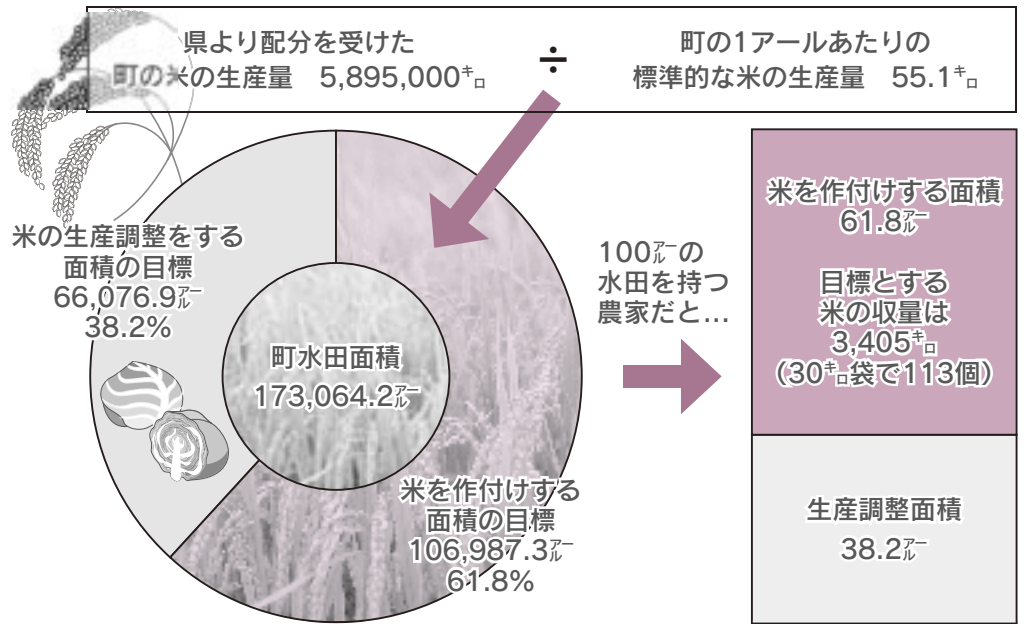 県より配分を受けた
町の米の生産量　5,895,000㌔
÷
町の1アールあたりの
標準的な米の生産量　55.1㌔
米の生産調整をする
面積の目標
66,076.9㌃
38.2%
町水田面積
173,064.2㌃
米を作付けする
面積の目標
106,987.3㌃
61.8%
100㌃の
水田を持つ
農家だと…
米を作付けする面積
61.8㌃
目標とする
米の収量は
3,405㌔
（30㌔袋で113個）
生産調整面積
38.2㌃